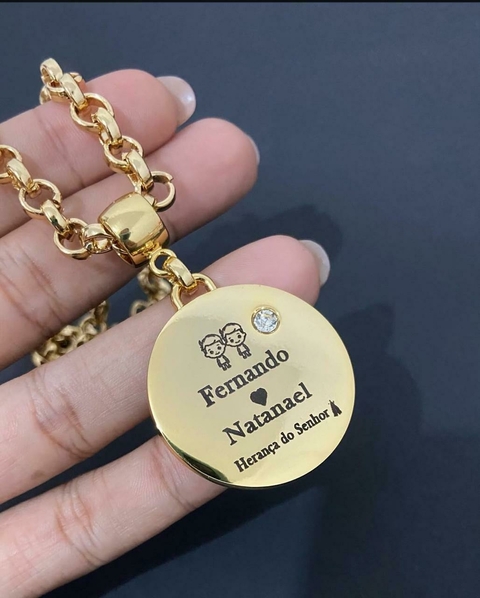 Fernando
Natanael
Herança do Senhor